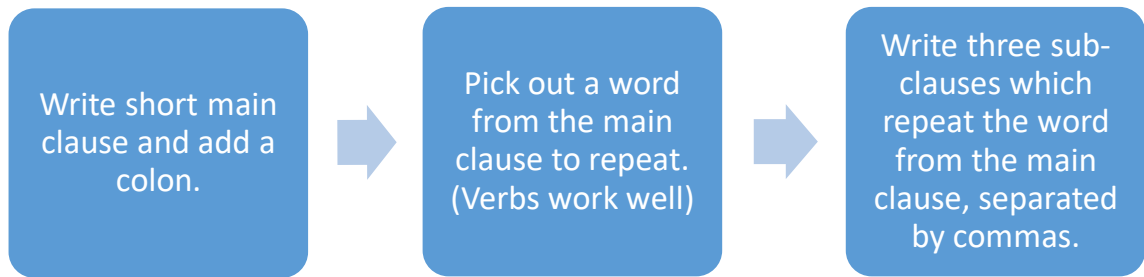 Write short main
clause and add a
colon.
Pick out a word
from the main
clause to repeat.
(Verbs work well)
Write three sub-
clauses which
repeat the word
from the main
clause, separated
by commas.